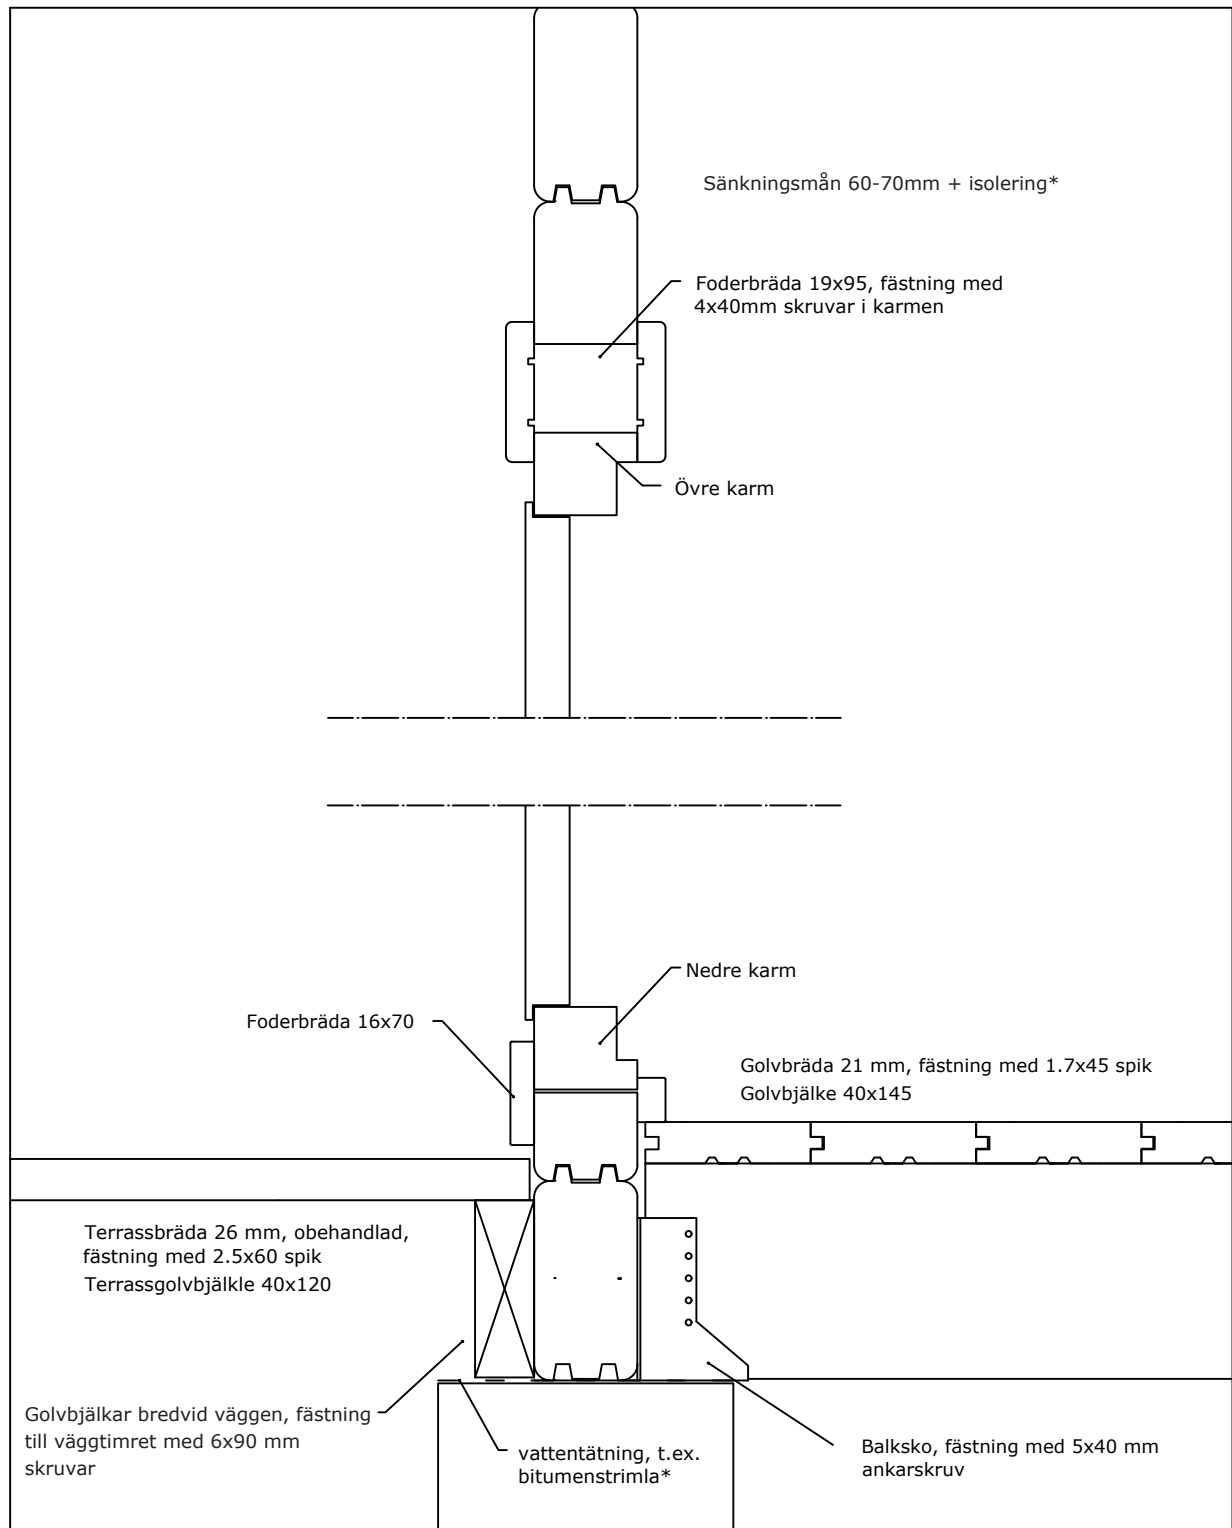 Sänkningsmån 60-70mm + isolering*
Foderbräda 19x95, fästning med
4x40mm skruvar i karmen
Övre karm
Nedre karm
Foderbräda 16x70
Golvbräda 21 mm, fästning med 1.7x45 spik
Golvbjälke 40x145
Terrassbräda 26 mm, obehandlad,
fästning med 2.5x60 spik
Terrassgolvbjälkle 40x120
Golvbjälkar bredvid väggen, fästning
till väggtimret med 6x90 mm
skruvar
vattentätning, t.ex.
bitumenstrimla*
Balksko, fästning med 5x40 mm
ankarskruv